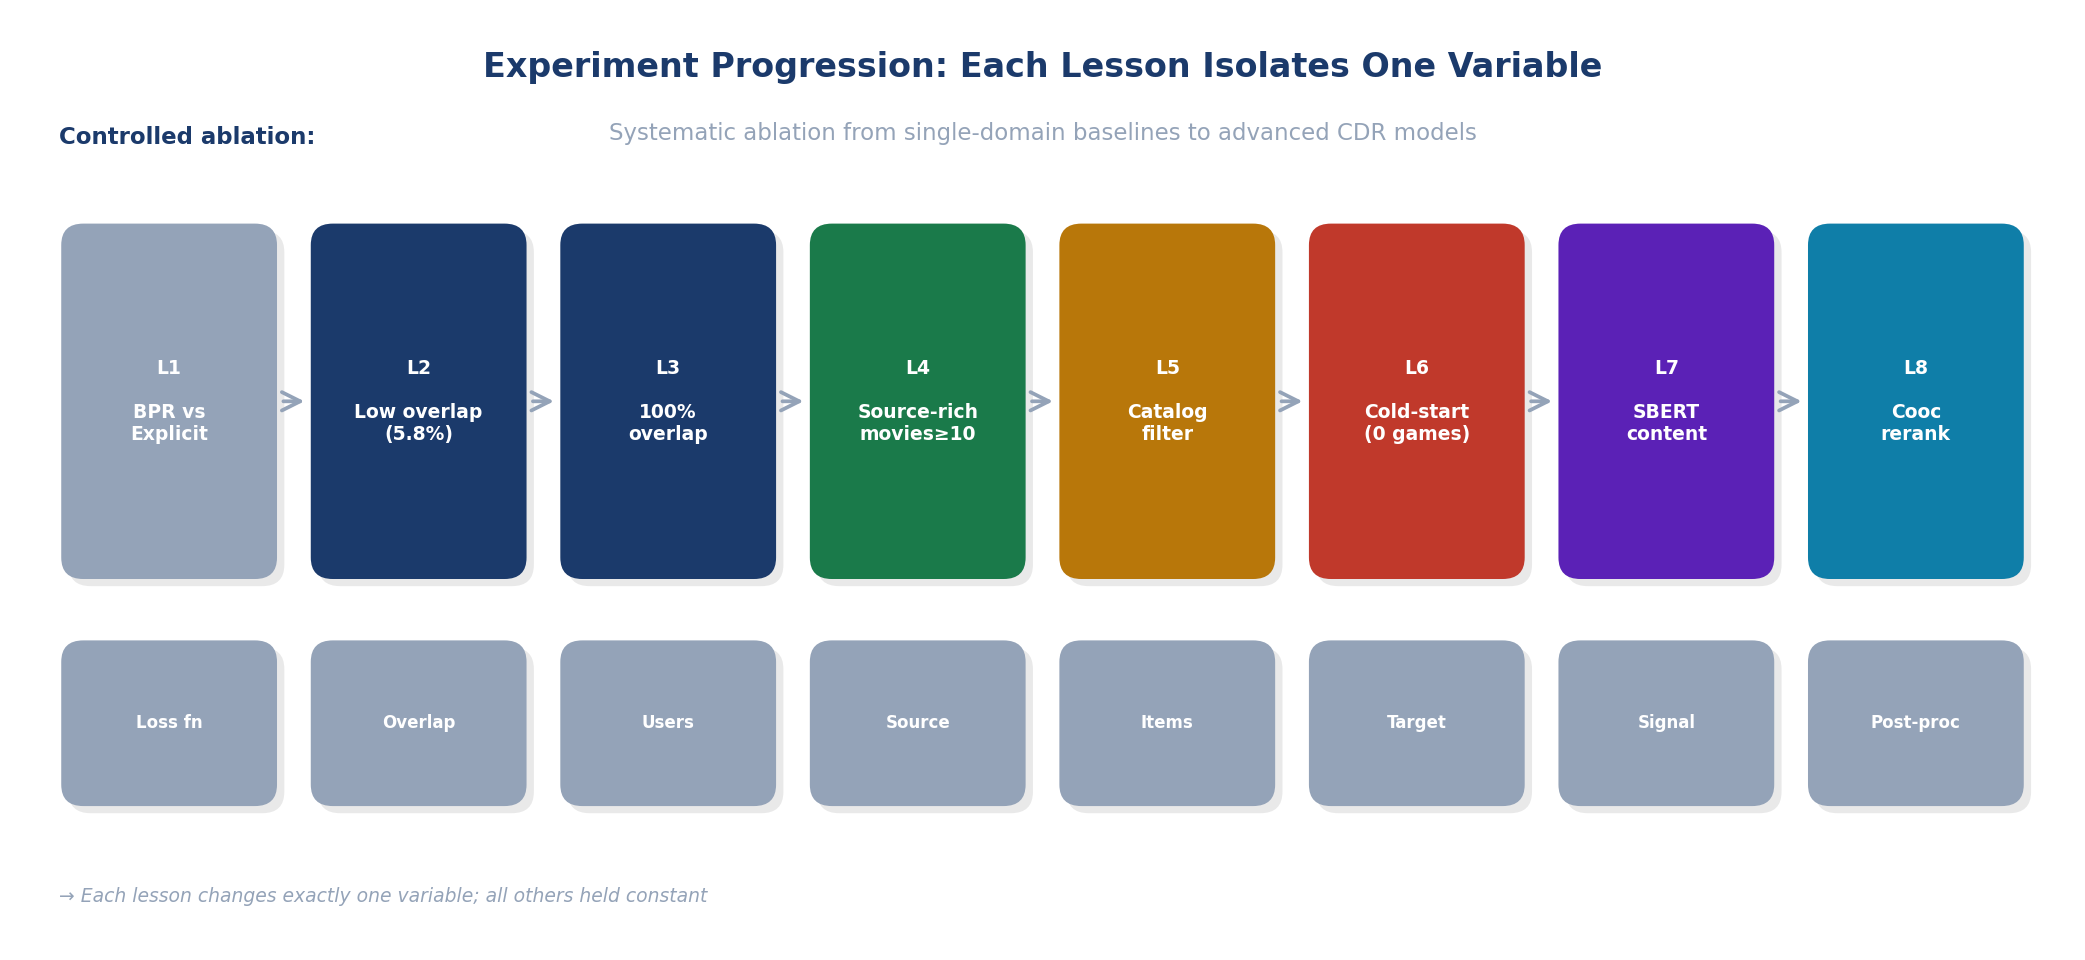 Experiment Progression: Each Lesson Isolates One Variable
Systematic ablation from single-domain baselines to advanced CDR models
Controlled ablation:
L1
BPR vs
Explicit
L2
Low overlap
(5.8%)
L3
100%
overlap
L4
Source-rich
movies≥10
L5
Catalog
filter
L6
Cold-start
(0 games)
L7
SBERT
content
L8
Cooc
rerank
Loss fn
Overlap
Users
Source
Items
Target
Signal
Post-proc
→ Each lesson changes exactly one variable; all others held constant